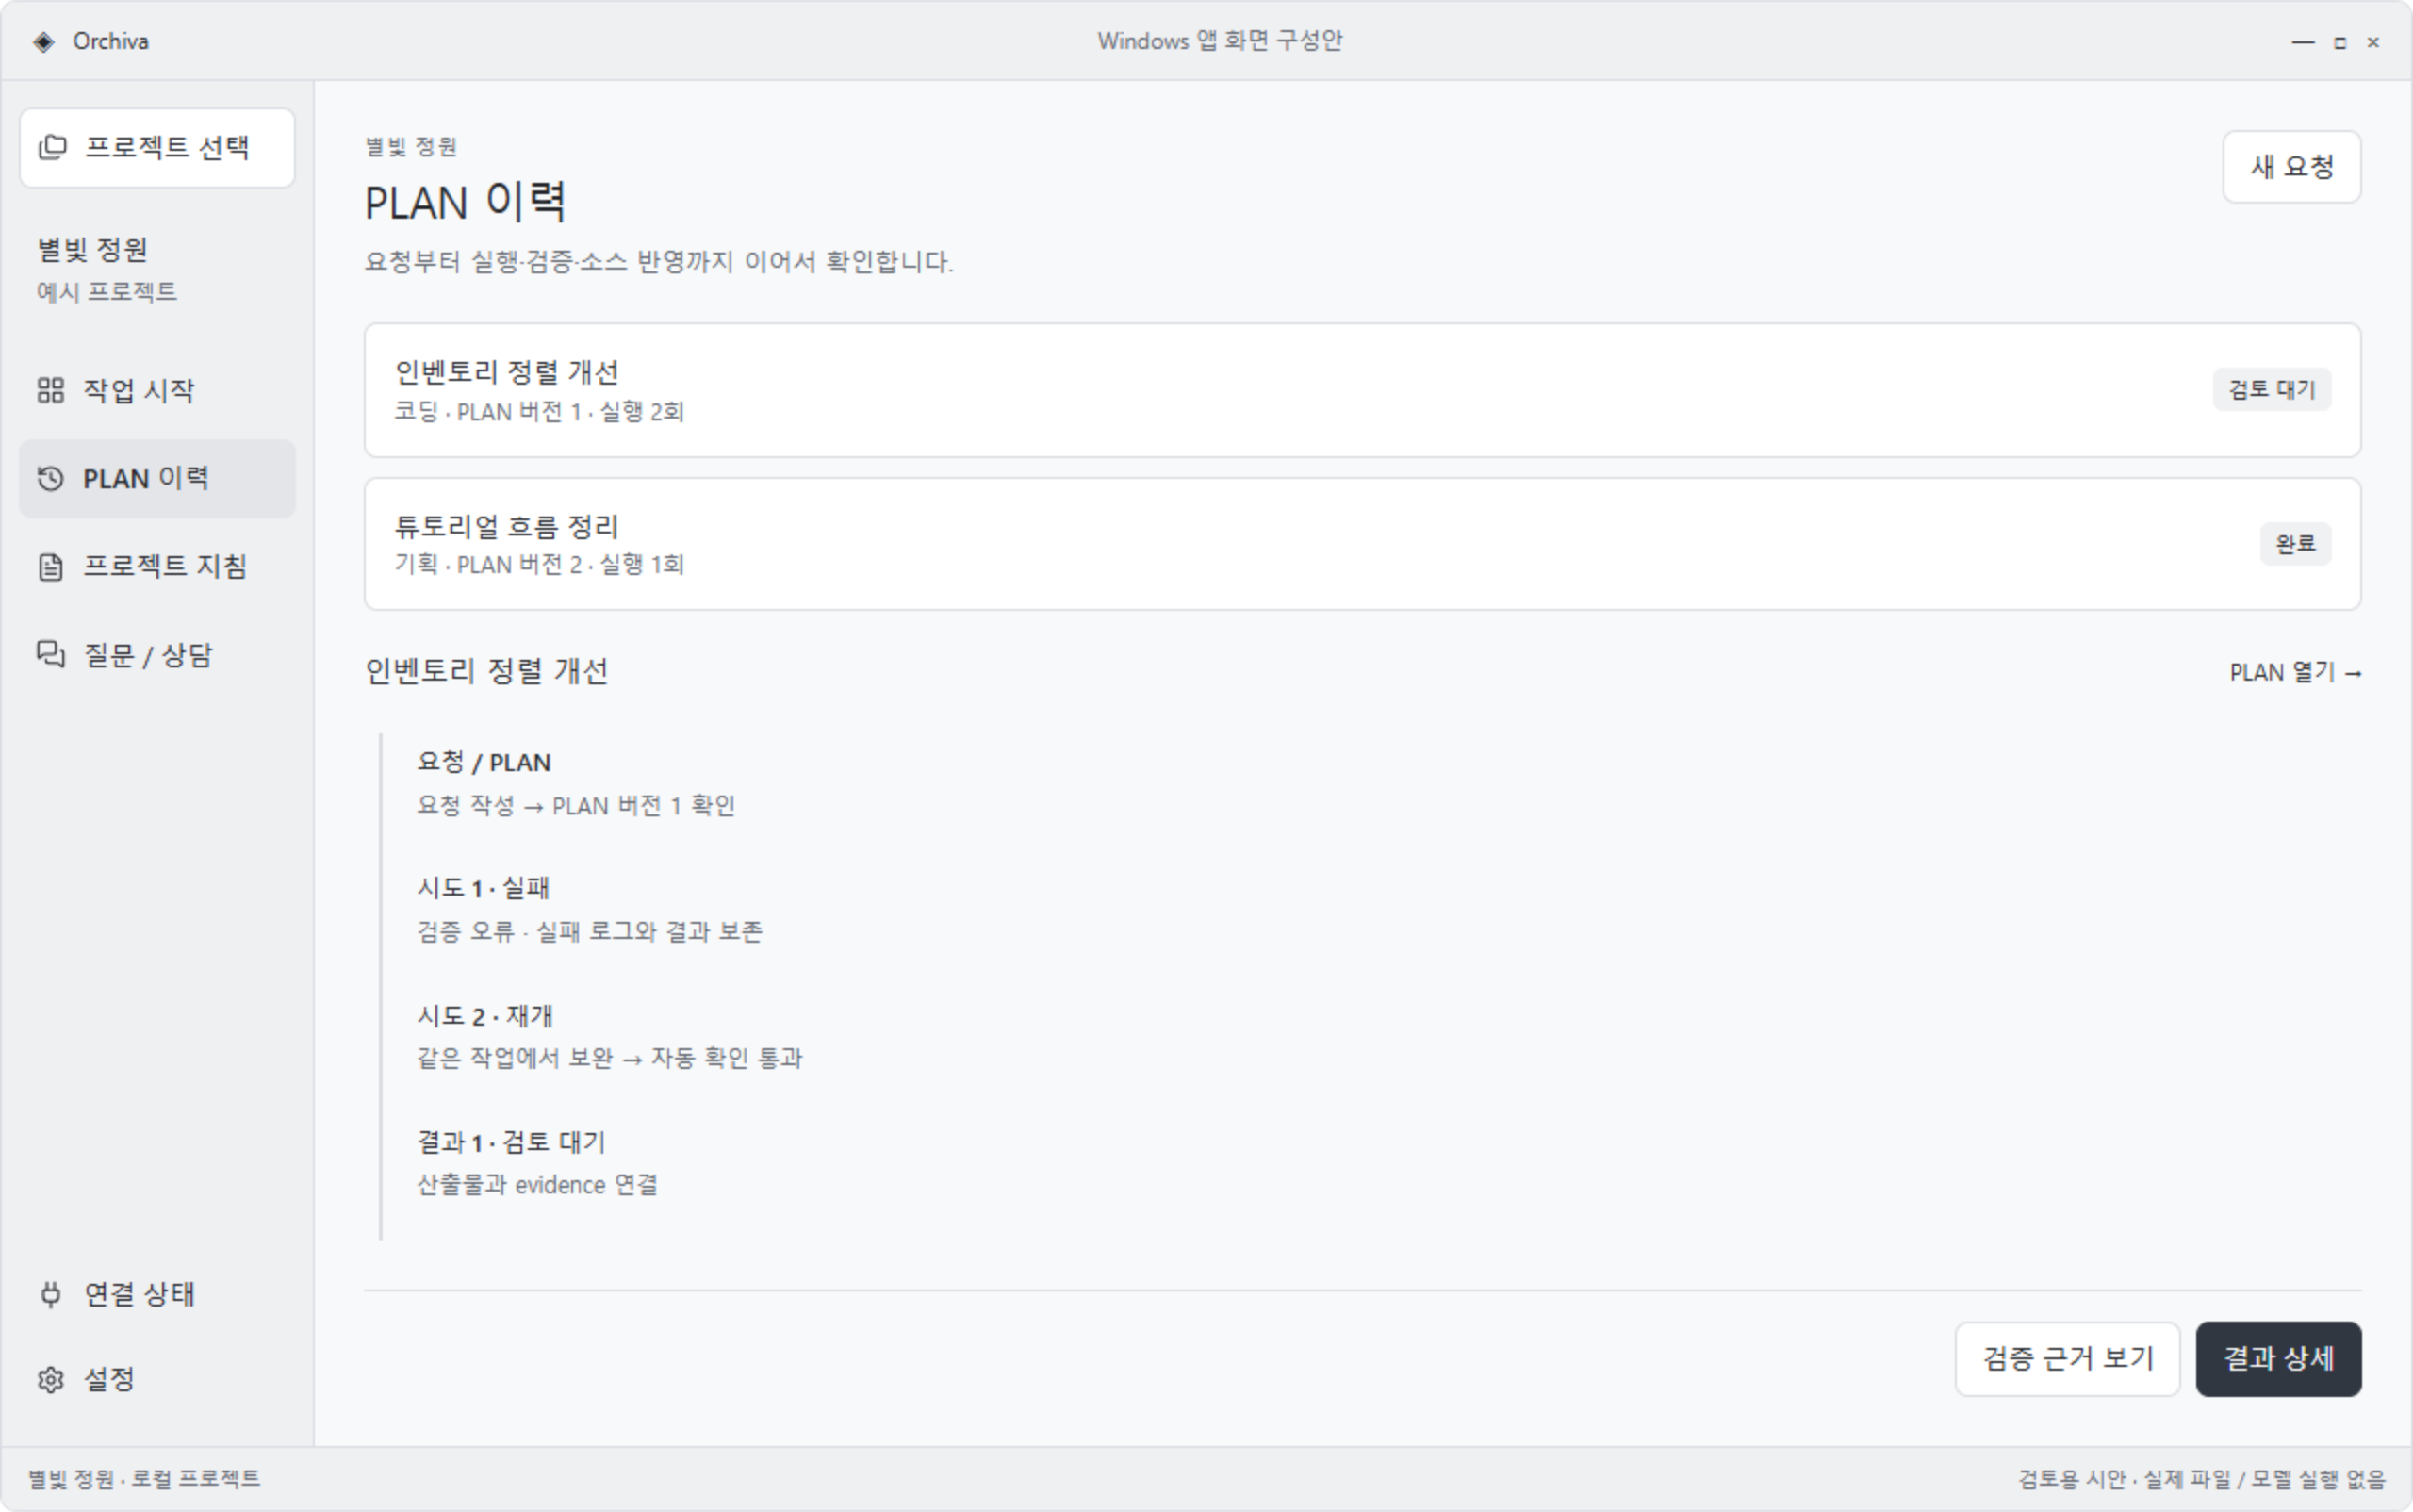 Orchiva
Windows 앱 화면 구성안
프로젝트 선택
별빛 정원
예시 프로젝트
작업 시작
PLAN 이력
프로젝트 지침
질문 / 상담
연결 상태
설정
별빛 정원
PLAN 이력
요청부터 실행·검증·소스 반영까지 이어서 확인합니다.
새 요청
인벤토리 정렬 개선
코딩 · PLAN 버전 1 · 실행 2회
검토 대기
튜토리얼 흐름 정리
기획 · PLAN 버전 2 · 실행 1회
완료
인벤토리 정렬 개선
PLAN 열기 →
요청 / PLAN
요청 작성 → PLAN 버전 1 확인
시도 1 · 실패
검증 오류 · 실패 로그와 결과 보존
시도 2 · 재개
같은 작업에서 보완 → 자동 확인 통과
결과 1 · 검토 대기
산출물과 evidence 연결
검증 근거 보기
결과 상세
별빛 정원 · 로컬 프로젝트
검토용 시안 · 실제 파일 / 모델 실행 없음